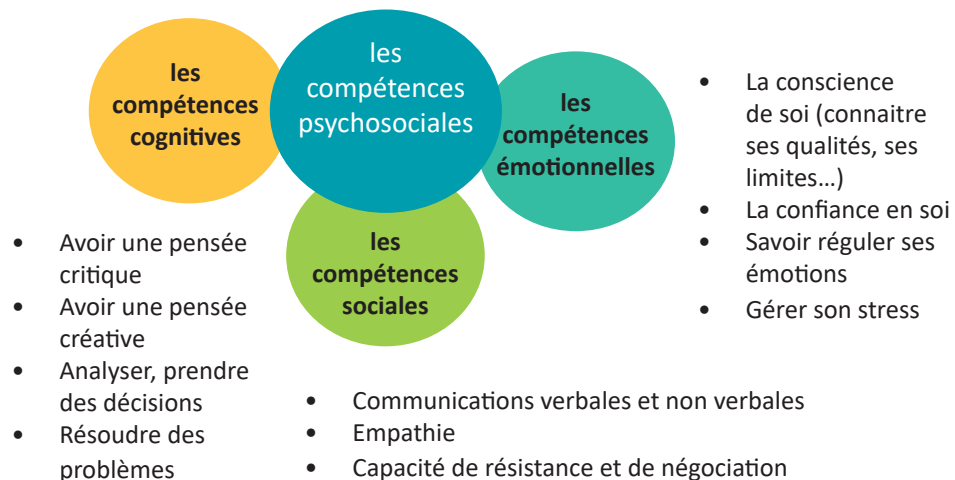 les
compétences
psychosociales
les
compétences
cognitives
les
compétences
émotionnelles
les
compétences
sociales
• Avoir une pensée
critique
• Avoir une pensée
créative
• Analyser, prendre
des décisions
• Résoudre des
problèmes
• Communications verbales et non verbales
• Empathie
• Capacité de résistance et de négociation
• La conscience
de soi (connaitre
ses qualités, ses
limites…)
• La confiance en soi
• Savoir réguler ses
émotions
• Gérer son stress